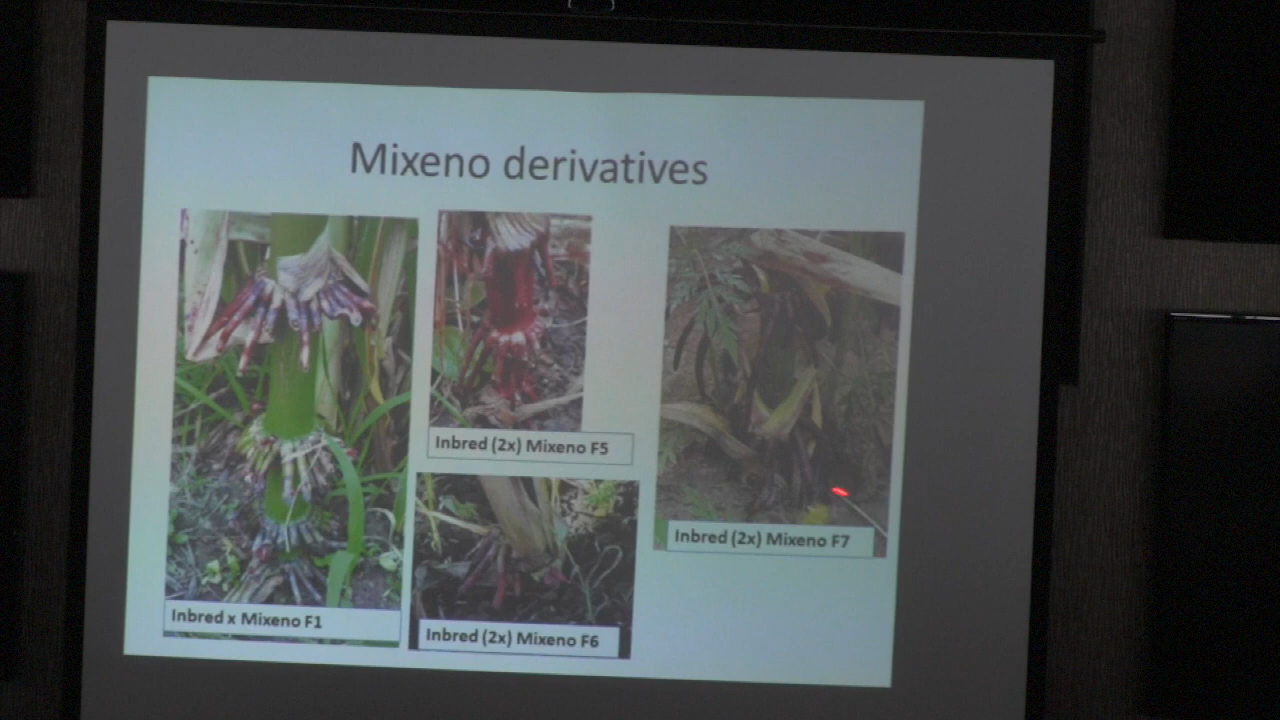 Mixeno derivatives
Inbred x Mixeno F1
Inbred (2x) Mixeno F5
Inbred (2x) Mixeno F6
Inbred (2x) Mixeno F7